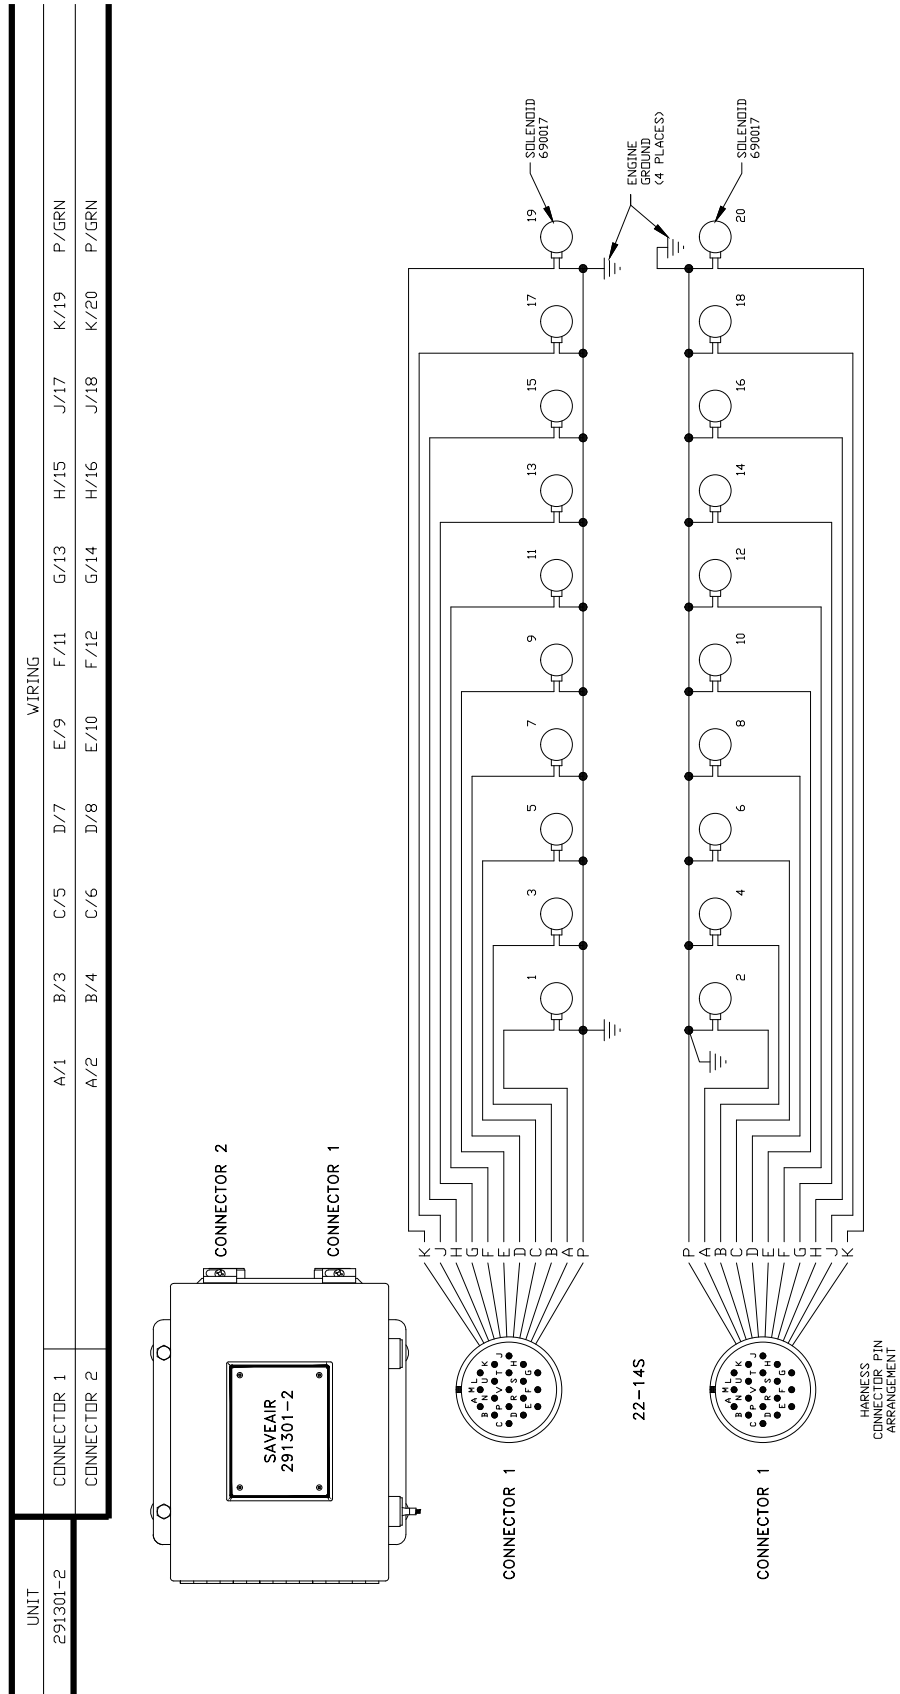 UNIT
WIRING
291301-2
CONNECTOR 1
A/1 B/3 C/5 D/7 E/9 F/11 G/13 H/15 J/17 K/19 P/GRN
CONNECTOR 2
A/2 B/4 C/6 D/8 E/10 F/12 G/14 H/16 J/18 K/20 P/GRN
CONNECTOR 2
SAVEAIR
291301-2
CONNECTOR 1
K
J
H
G
F
E
D
C
B
A
P
1 3 5 7 9 11 13 15 17 19
SOLENOID
690017
A M L
B N U K
C P V T J
D R S H
E F G
CONNECTOR 1
ENGINE
GROUND
(4 PLACES)
22-14S
P
A
B
C
D
E
F
G
H
J
K
2 4 6 8 10 12 14 16 18 20
SOLENOID
690017
A M L
B N U K
C P V T J
D R S H
E F G
CONNECTOR 1
HARNESS
CONNECTOR PIN
ARRANGEMENT